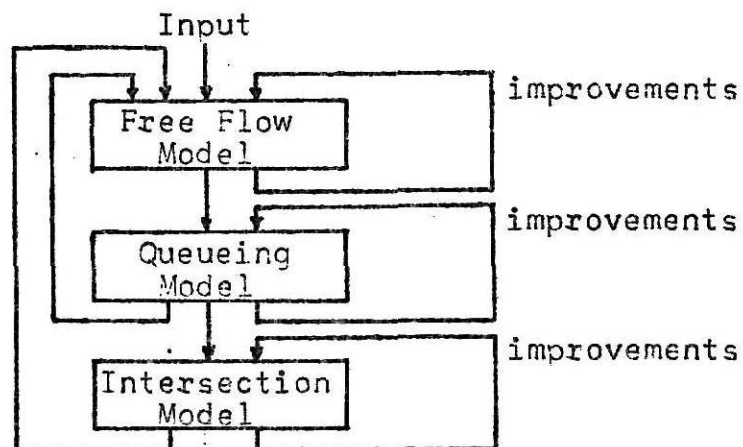 Input
improvements
Free Flow
Model
improvements
Queueing
Model
improvements
Intersection
Model